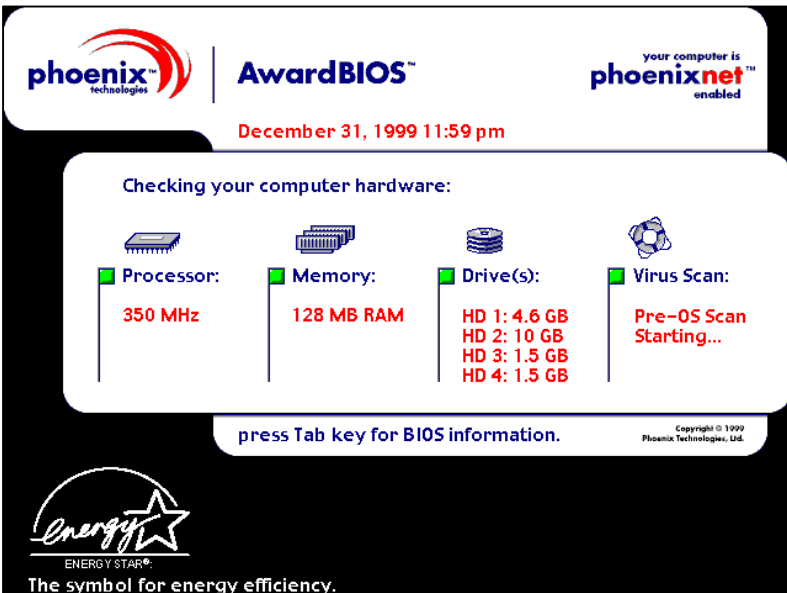 phoenix™
technologies
AwardBIOS™
your computer is
phoenixnet™
enabled
December 31, 1999 11:59 pm
Checking your computer hardware:
Processor:
350 MHz
Memory:
128 MB RAM
Drive(s):
HD 1: 4.6 GB
HD 2: 10 GB
HD 3: 1.5 GB
HD 4: 1.5 GB
Virus Scan:
Pre-OS Scan
Starting...
press Tab key for BIOS information.
Copyright © 1999
Phoenix Technologies, Ltd.
energy
ENERGY STAR®:
The symbol for energy efficiency.